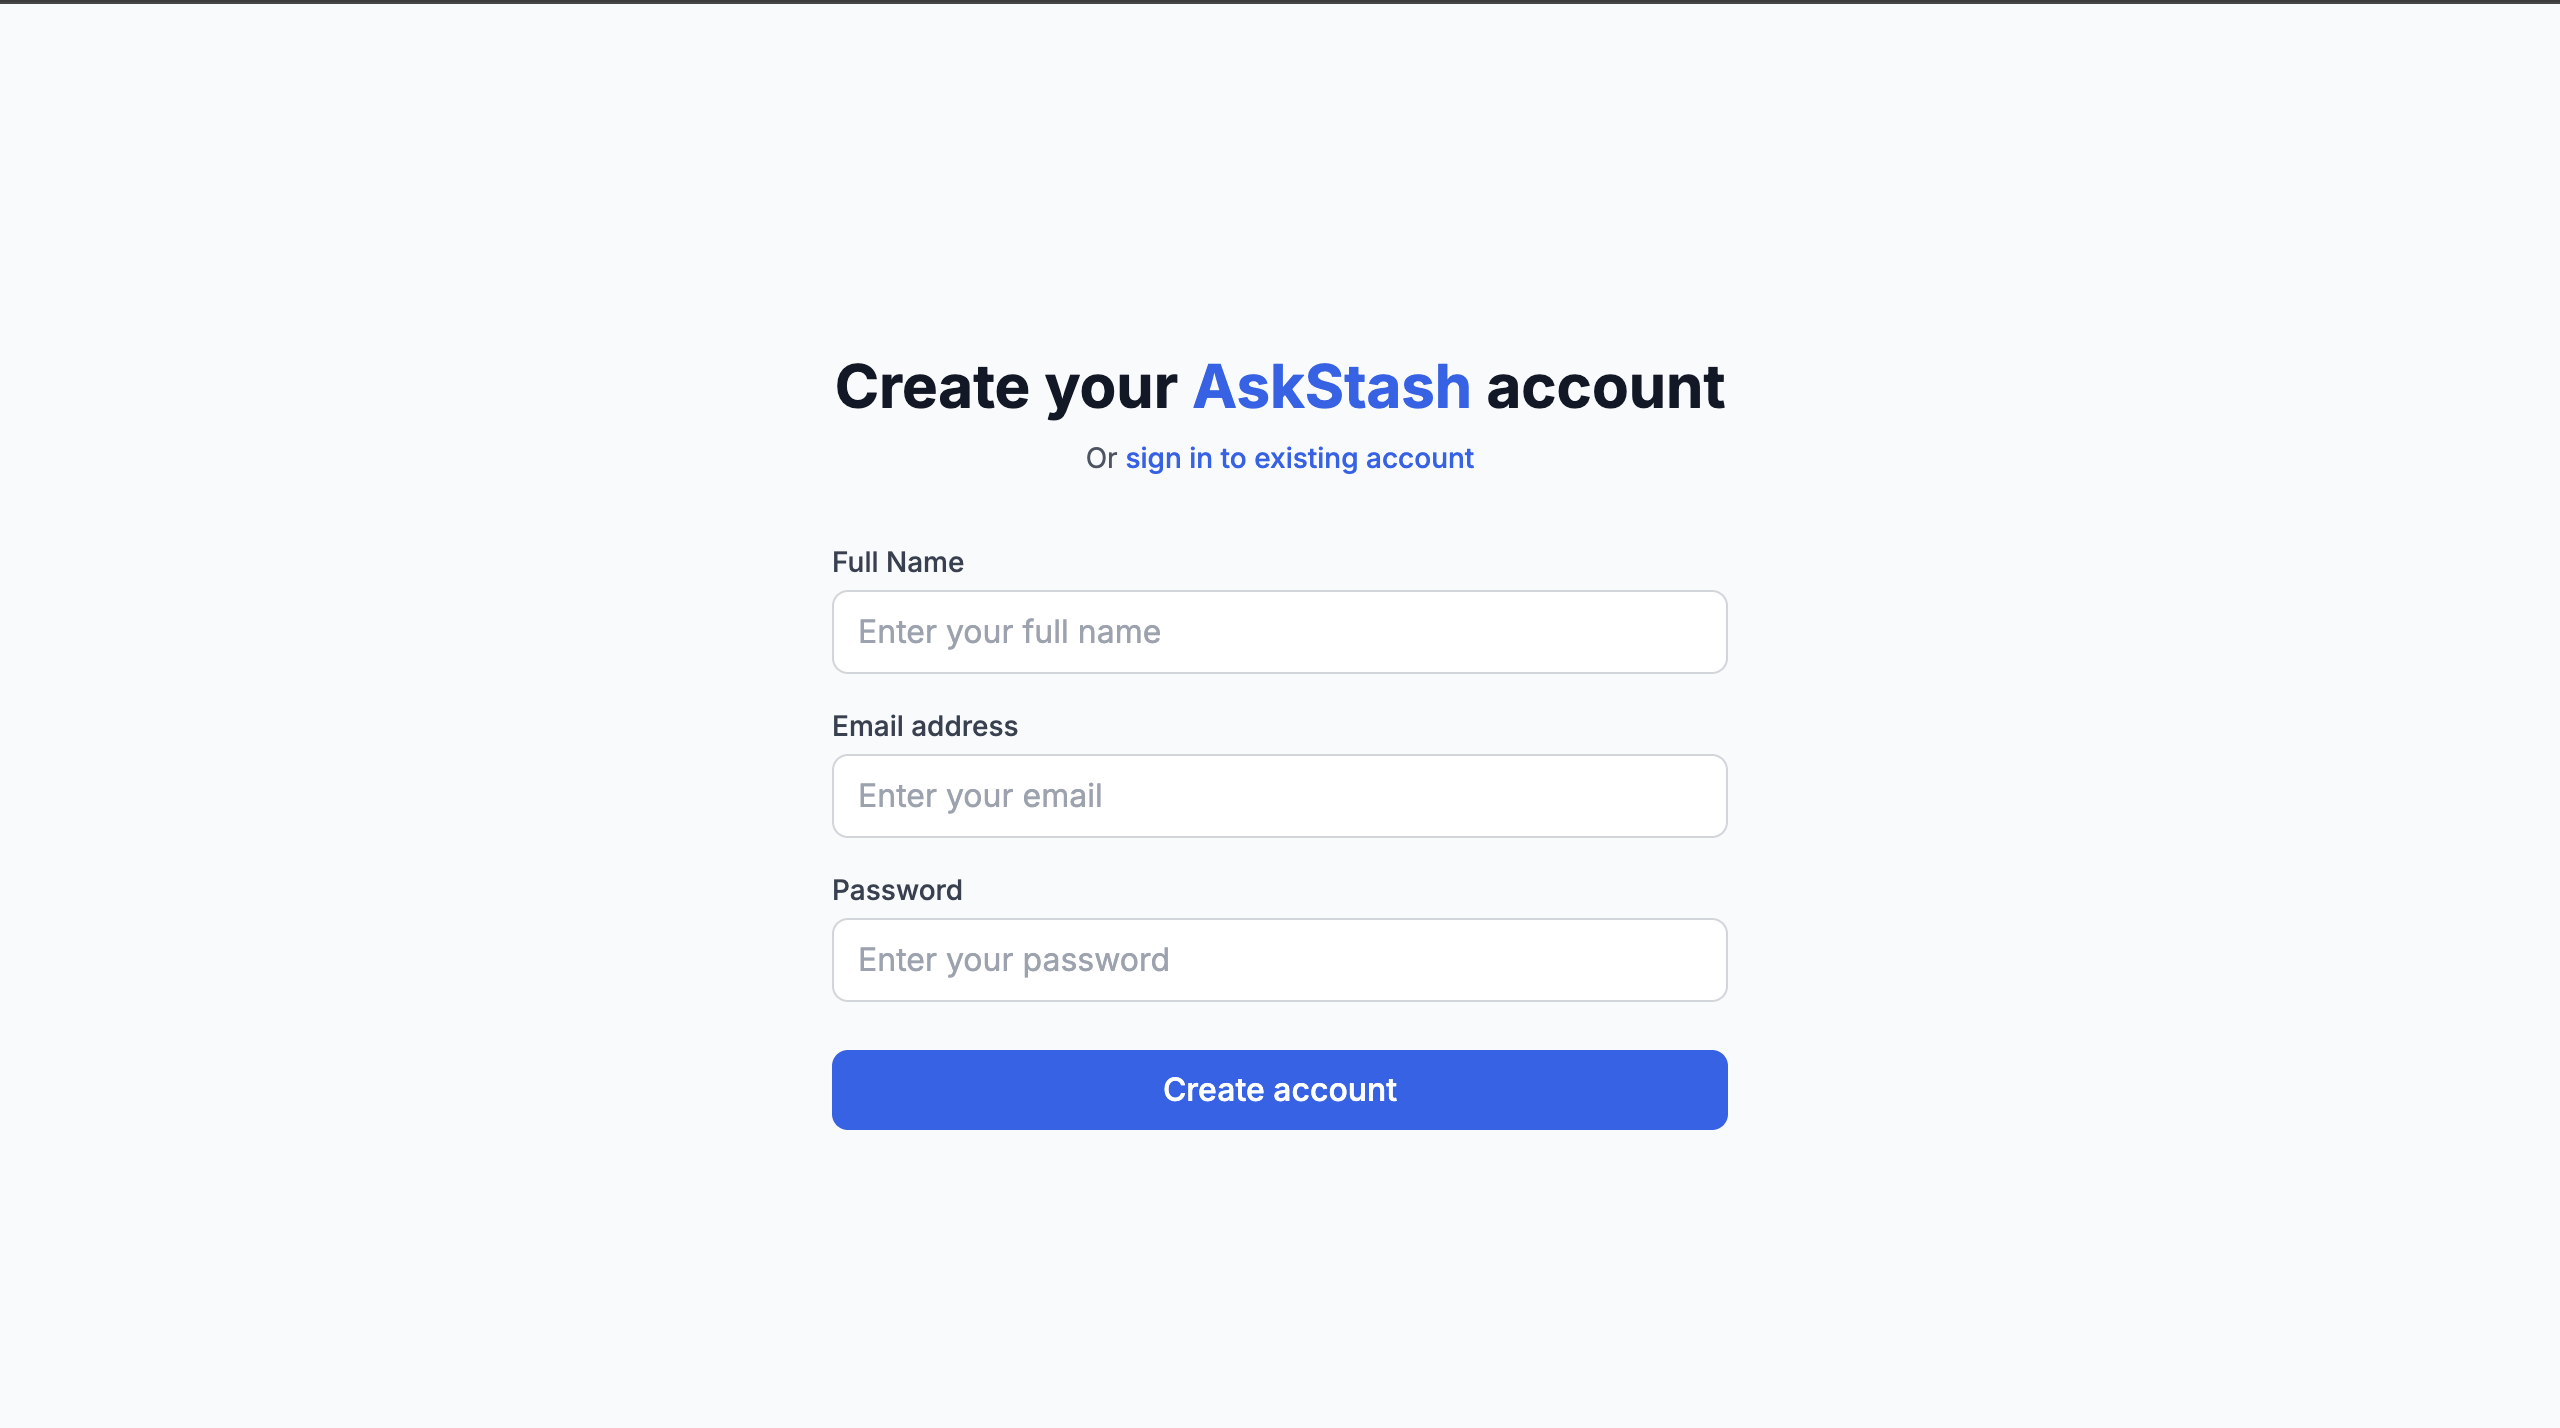 Create your AskStash account
Or sign in to existing account
Full Name
Enter your full name
Email address
Enter your email
Password
Enter your password
Create account